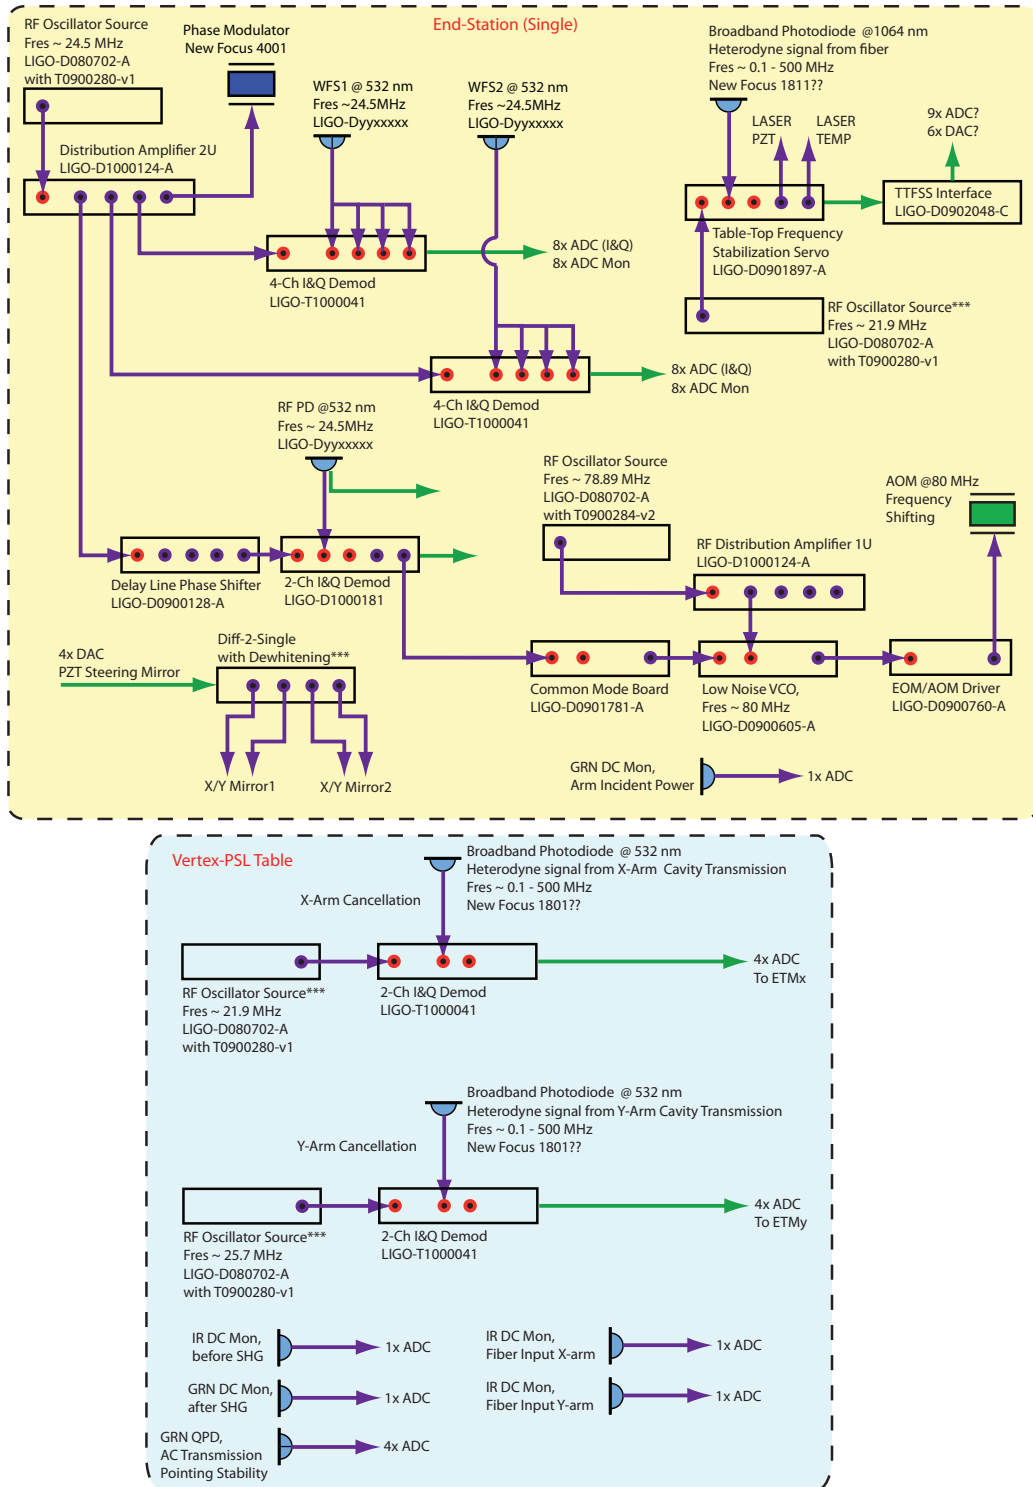 End-Station (Single)
RF Oscillator Source
Fres ~ 24.5 MHz
LIGO-D080702-A
with T0900280-v1
Phase Modulator
New Focus 4001
WFS1 @ 532 nm
Fres ~24.5MHz
LIGO-Dyyxxxxx
WFS2 @ 532 nm
Fres ~24.5MHz
LIGO-Dyyxxxxx
Broadband Photodiode @1064 nm
Heterodyne signal from fiber
Fres ~ 0.1 - 500 MHz
New Focus 1811??
LASER
PZT
LASER
TEMP
9x ADC?
6x DAC?
Distribution Amplifier 2U
LIGO-D1000124-A
TTFSS Interface
LIGO-D0902048-C
Table-Top Frequency
Stabilization Servo
LIGO-D0901897-A
8x ADC (I&Q)
8x ADC Mon
4-Ch I&Q Demod
LIGO-T1000041
RF Oscillator Source***
Fres ~ 21.9 MHz
LIGO-D080702-A
with T0900280-v1
8x ADC (I&Q)
8x ADC Mon
4-Ch I&Q Demod
LIGO-T1000041
RF PD @532 nm
Fres ~ 24.5MHz
LIGO-Dyyxxxxx
RF Oscillator Source
Fres ~ 78.89 MHz
LIGO-D080702-A
with T0900284-v2
AOM @80 MHz
Frequency
Shifting
RF Distribution Amplifier 1U
LIGO-D1000124-A
Delay Line Phase Shifter
LIGO-D0900128-A
2-Ch I&Q Demod
LIGO-D1000181
4x DAC
PZT Steering Mirror
Diff-2-Single
with Dewhitening***
Common Mode Board
LIGO-D0901781-A
Low Noise VCO,
Fres ~ 80 MHz
LIGO-D0900605-A
EOM/AOM Driver
LIGO-D0900760-A
X/Y Mirror1
X/Y Mirror2
GRN DC Mon,
Arm Incident Power
1x ADC
Vertex-PSL Table
Broadband Photodiode @ 532 nm
Heterodyne signal from X-Arm Cavity Transmission
Fres ~ 0.1 - 500 MHz
New Focus 1801??
X-Arm Cancellation
4x ADC
To ETMx
RF Oscillator Source***
Fres ~ 21.9 MHz
LIGO-D080702-A
with T0900280-v1
2-Ch I&Q Demod
LIGO-T1000041
Broadband Photodiode @ 532 nm
Heterodyne signal from Y-Arm Cavity Transmission
Fres ~ 0.1 - 500 MHz
New Focus 1801??
Y-Arm Cancellation
4x ADC
To ETMy
RF Oscillator Source***
Fres ~ 25.7 MHz
LIGO-D080702-A
with T0900280-v1
2-Ch I&Q Demod
LIGO-T1000041
IR DC Mon,
before SHG
1x ADC
IR DC Mon,
Fiber Input X-arm
1x ADC
GRN DC Mon,
after SHG
1x ADC
IR DC Mon,
Fiber Input Y-arm
1x ADC
GRN QPD,
AC Transmission
Pointing Stability
4x ADC